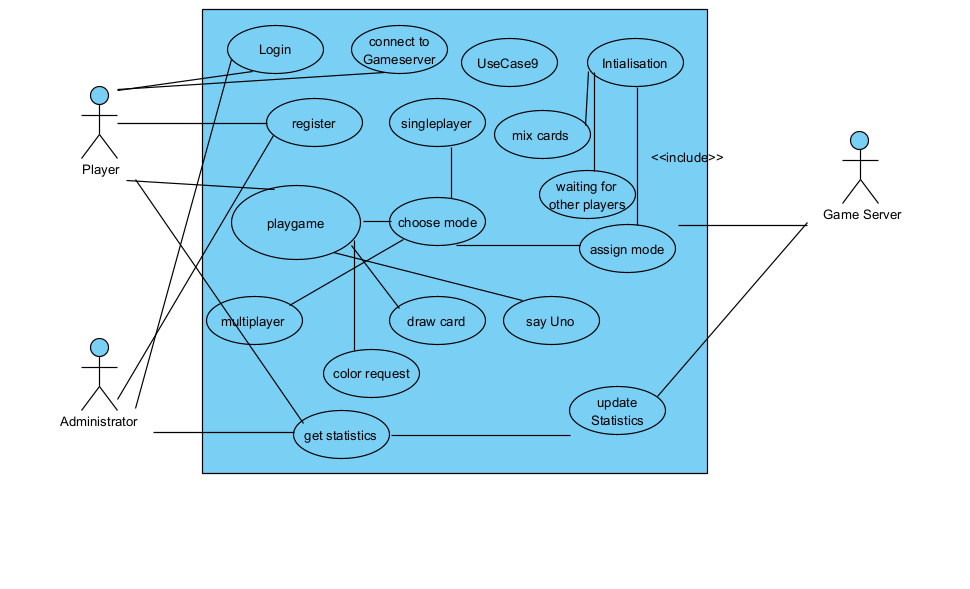 Login
connect to
Gameserver
UseCase9
Intialisation
Player
register
singleplayer
mix cards
<<include>>
waiting for
other players
Game Server
playgame
choose mode
assign mode
multiplayer
draw card
say Uno
color request
Administrator
get statistics
update
Statistics